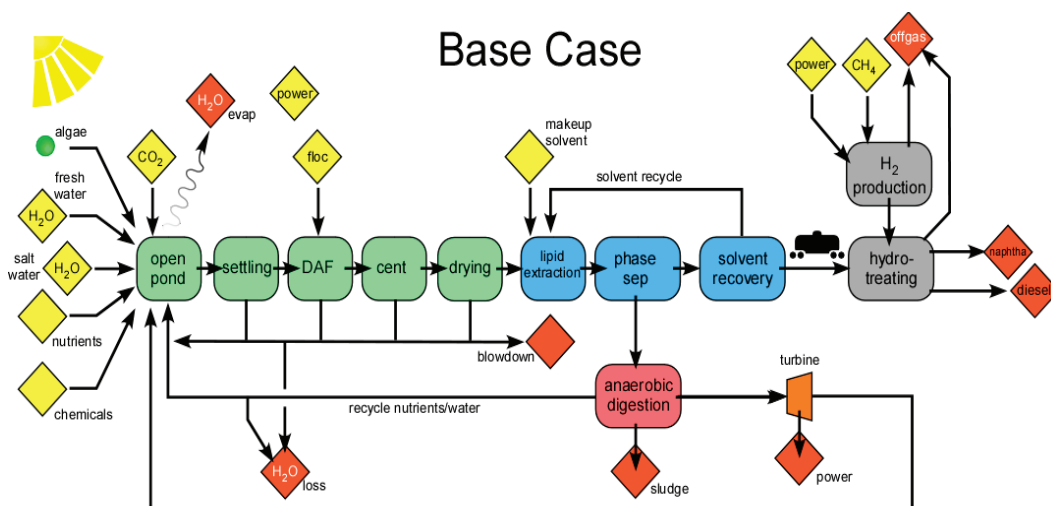 Base Case
offgas
power
CH4
H2O
evap
power
makeup
solvent
algae
CO2
floc
H2
production
fresh
water
solvent recycle
H2O
salt
water
H2O
open
pond
settling
DAF
cent
drying
lipid
extraction
phase
sep
solvent
recovery
hydro-
treating
naphtha
diesel
nutrients
blowdown
turbine
anaerobic
digestion
chemicals
recycle nutrients/water
H2O
loss
sludge
power